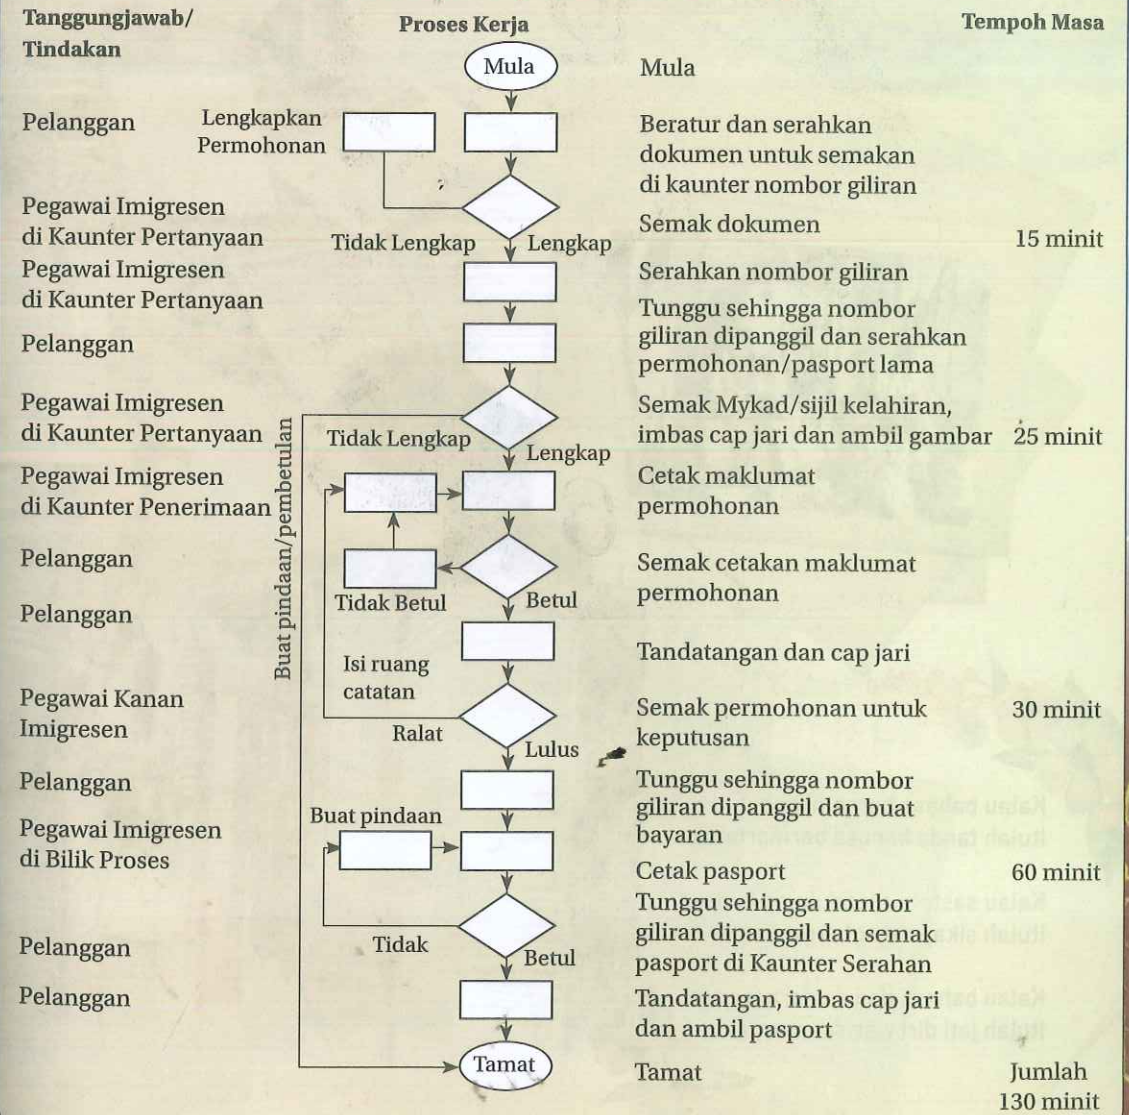 Tanggungjawab/
Tindakan
Proses Kerja
Tempoh Masa
Mula
Mula
Pelanggan
Lengkapkan
Permohonan
Beratur dan serahkan
dokumen untuk semakan
di kaunter nombor giliran
Pegawai Imigresen
di Kaunter Pertanyaan
Tidak Lengkap
Lengkap
Semak dokumen
15 minit
Pegawai Imigresen
di Kaunter Pertanyaan
Serahkan nombor giliran
Pelanggan
Tunggu sehingga nombor
giliran dipanggil dan serahkan
permohonan/pasport lama
Pegawai Imigresen
di Kaunter Pertanyaan
Tidak Lengkap
Lengkap
Semak Mykad/sijil kelahiran,
imbas cap jari dan ambil gambar
25 minit
Buat pindaan/pembetulan
Pegawai Imigresen
di Kaunter Penerimaan
Cetak maklumat
permohonan
Pelanggan
Tidak Betul
Betul
Semak cetakan maklumat
permohonan
Pelanggan
Tandatangan dan cap jari
Isi ruang
catatan
Pegawai Kanan
Imigresen
Ralat
Lulus
Semak permohonan untuk
keputusan
30 minit
Pelanggan
Tunggu sehingga nombor
giliran dipanggil dan buat
bayaran
Buat pindaan
Pegawai Imigresen
di Bilik Proses
Cetak pasport
60 minit
Pelanggan
Tidak
Betul
Tunggu sehingga nombor
giliran dipanggil dan semak
pasport di Kaunter Serahan
Pelanggan
Tandatangan, imbas cap jari
dan ambil pasport
Tamat
Tamat
Jumlah
130 minit